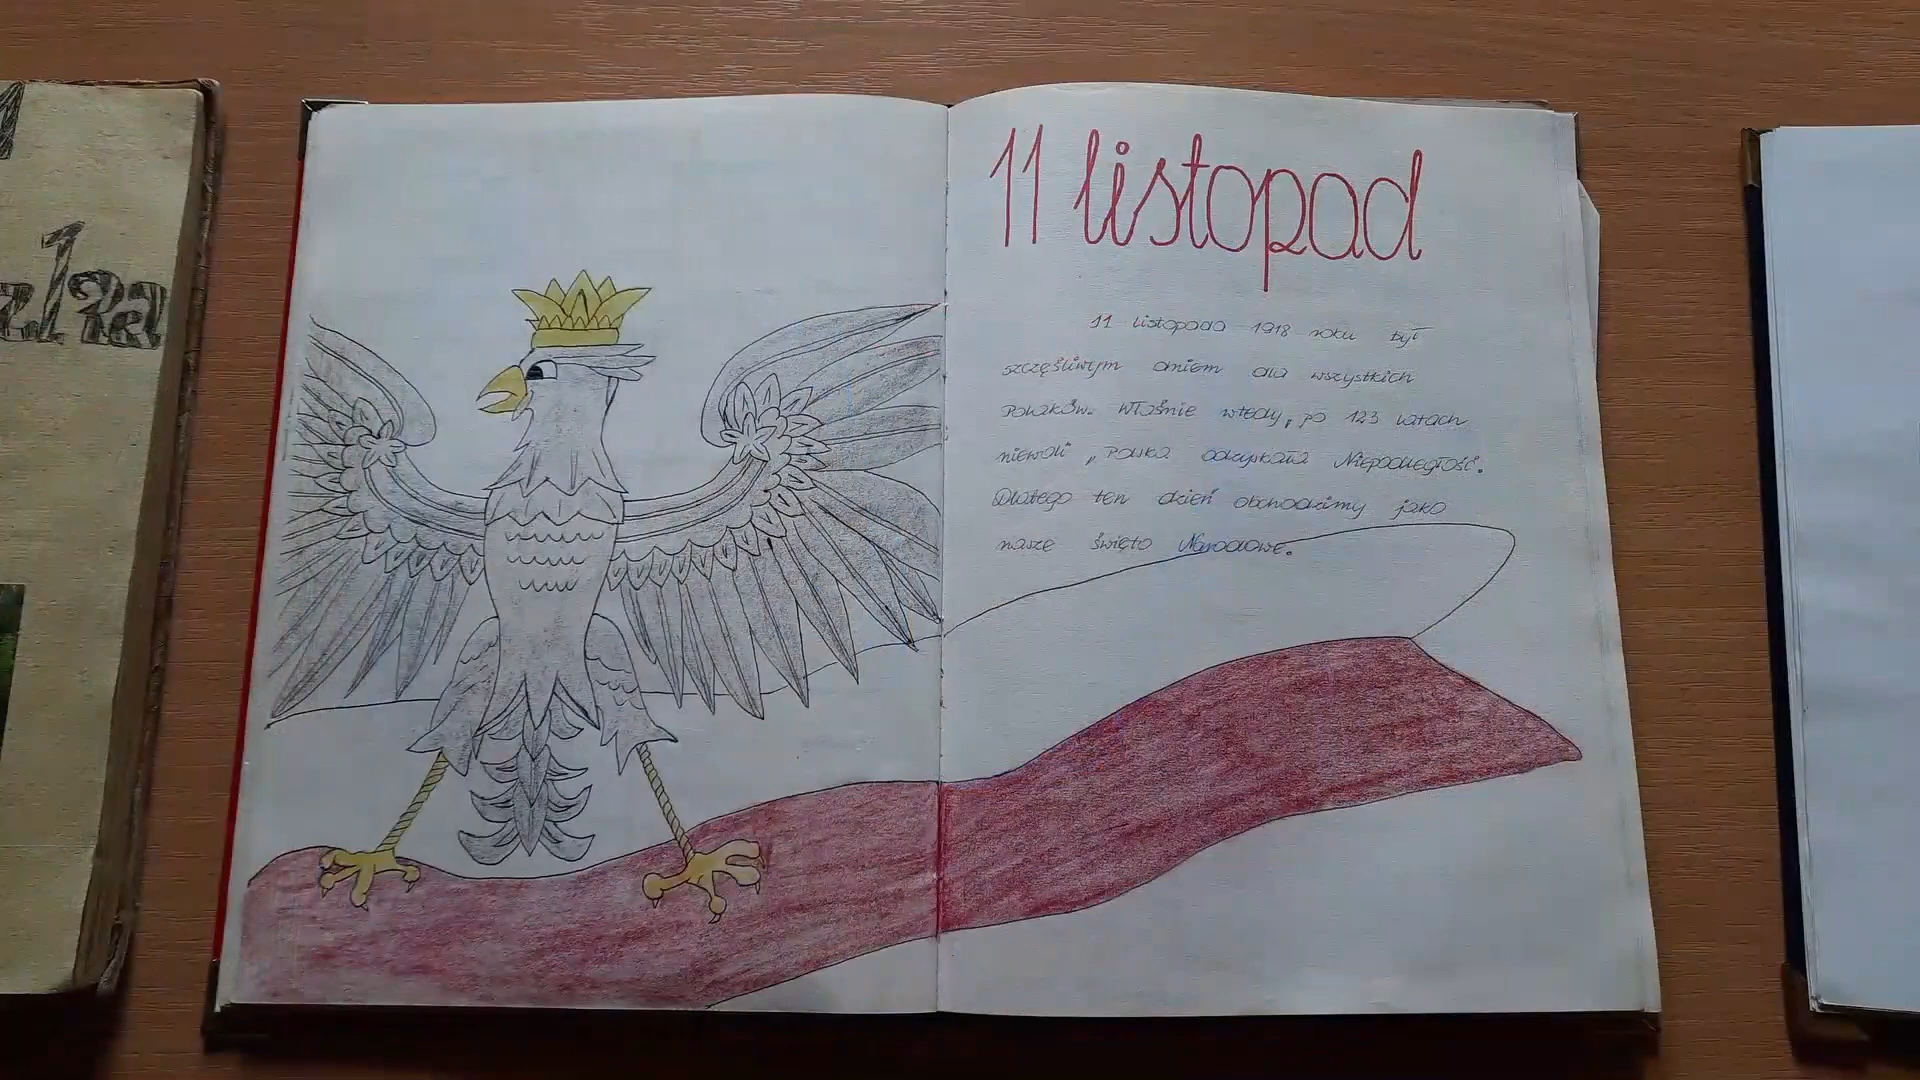 11 listopad
11 listopada 1918 roku był
szczęśliwym dniem dla wszystkich
Polaków. Właśnie wtedy, po 123 latach
niewoli, Polska odzyskała Niepodległość.
Dlatego ten dzień obchodzimy jako
nasze święto Narodowe.